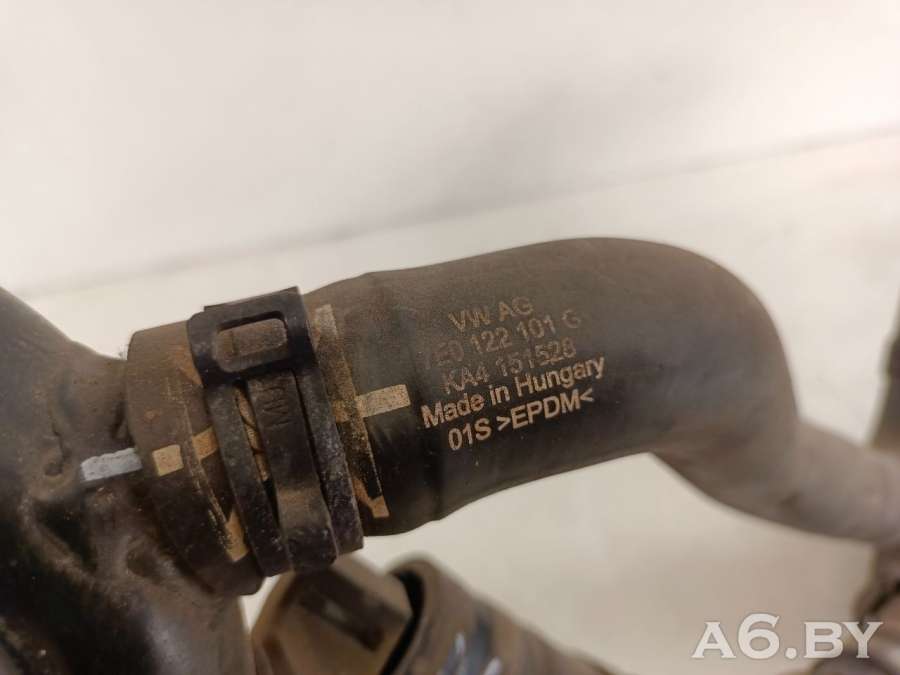 VW AG
7E0 122 101 G
KA4 151528
Made in Hungary
01S >EPDM<
A6.BY